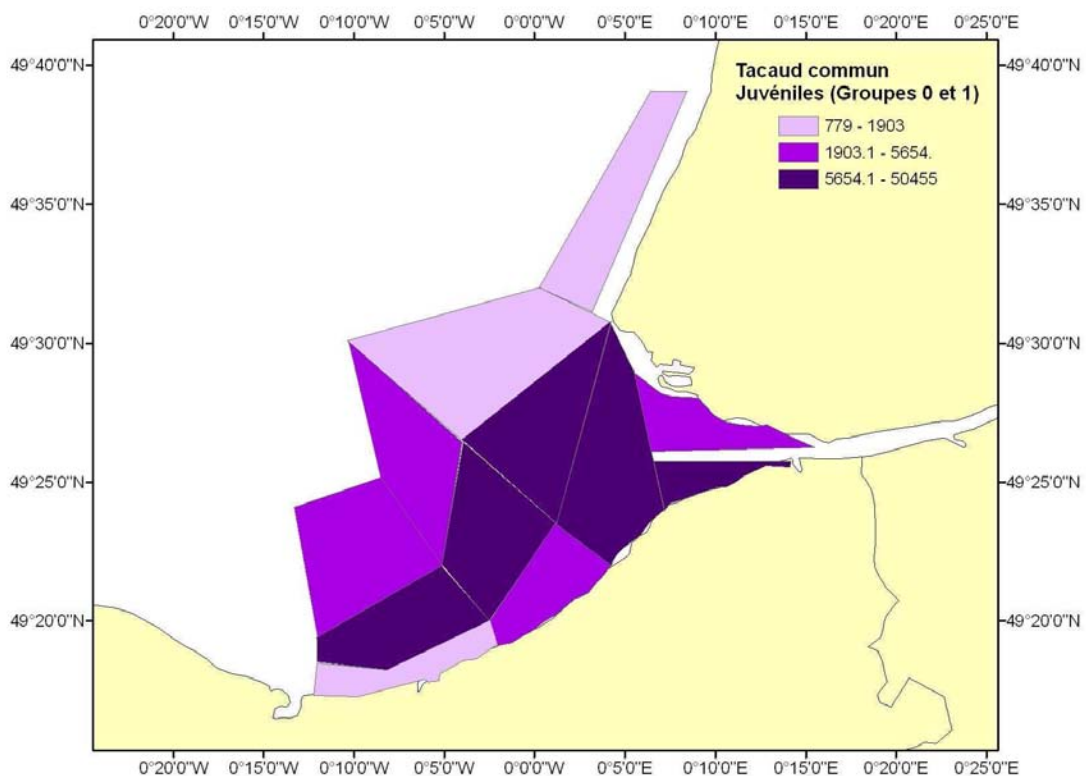 0°20'0"W 0°15'0"W 0°10'0"W 0°5'0"W 0°0'0"W 0°5'0"E 0°10'0"E 0°15'0"E 0°20'0"E 0°25'0"E
49°40'0"N 49°40'0"N
Tacaud commun
Juvéniles (Groupes 0 et 1)
779 - 1903
1903.1 - 5654.
5654.1 - 50455
49°35'0"N 49°35'0"N
49°30'0"N 49°30'0"N
49°25'0"N 49°25'0"N
49°20'0"N 49°20'0"N
0°20'0"W 0°15'0"W 0°10'0"W 0°5'0"W 0°0'0"W 0°5'0"E 0°10'0"E 0°15'0"E 0°20'0"E 0°25'0"E